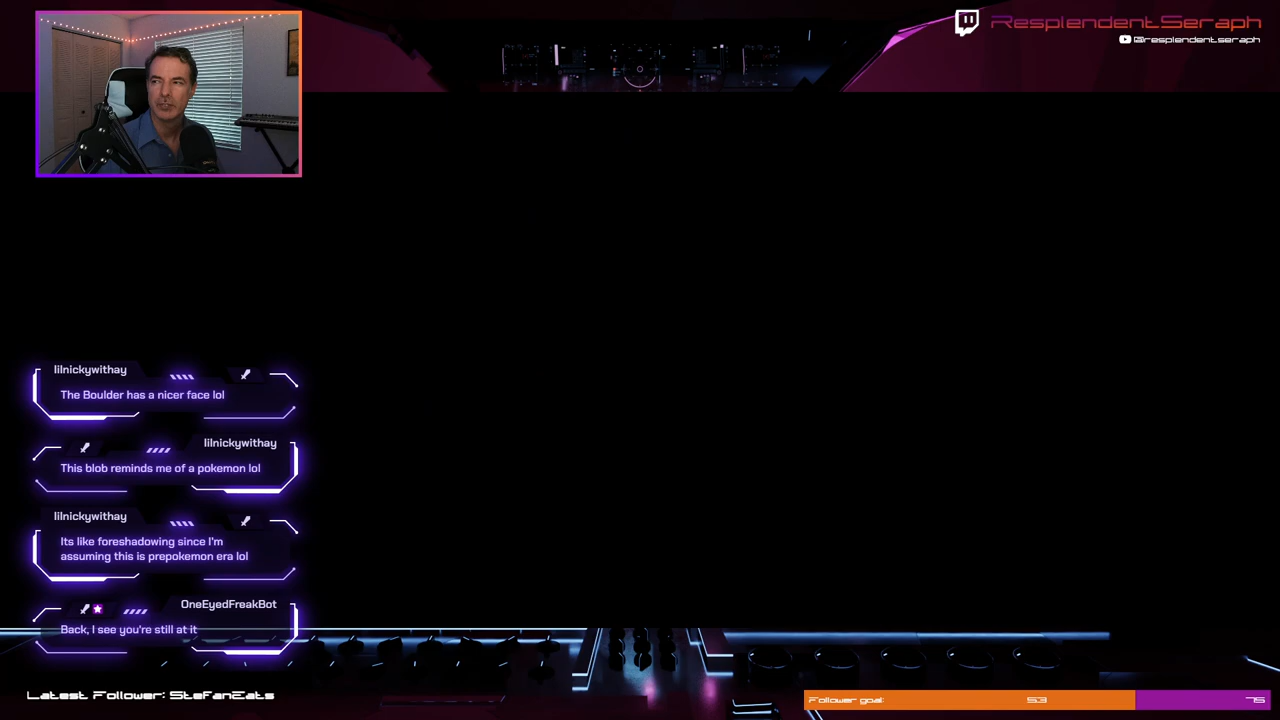 ResplendentSeraph
@resplendentseraph
lilnickywithay
The Boulder has a nicer face lol
lilnickywithay
This blob reminds me of a pokemon lol
lilnickywithay
Its like foreshadowing since I'm
assuming this is prepokemon era lol
OneEyedFreakBot
Back, I see you're still at it
Latest Follower: StefanEats
Follower goal: 53 75